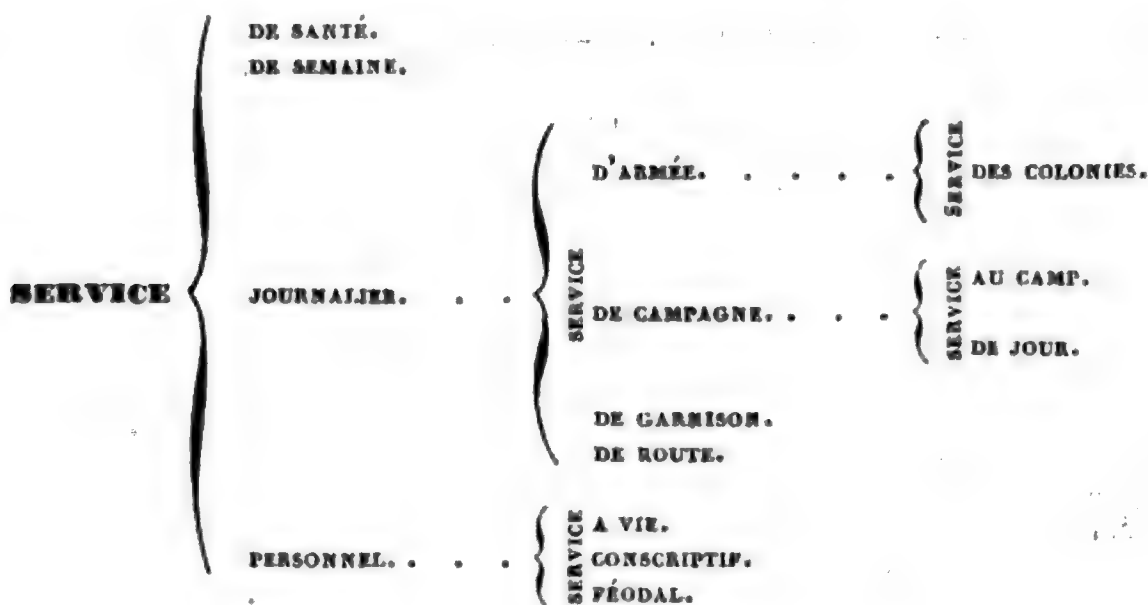 DE SANTÉ.
DE SEMAINE.
D'ARMÉE. . . . . SERVICE DES COLONIES.
SERVICE
JOURNALIER. . . SERVICE
DE CAMPAGNE. . . . SERVICE
AU CAMP.
DE JOUR.
DE GARNISON.
DE ROUTE.
PERSONNEL. . . . SERVICE
A VIE.
CONSCRIPTIF.
FÉODAL.